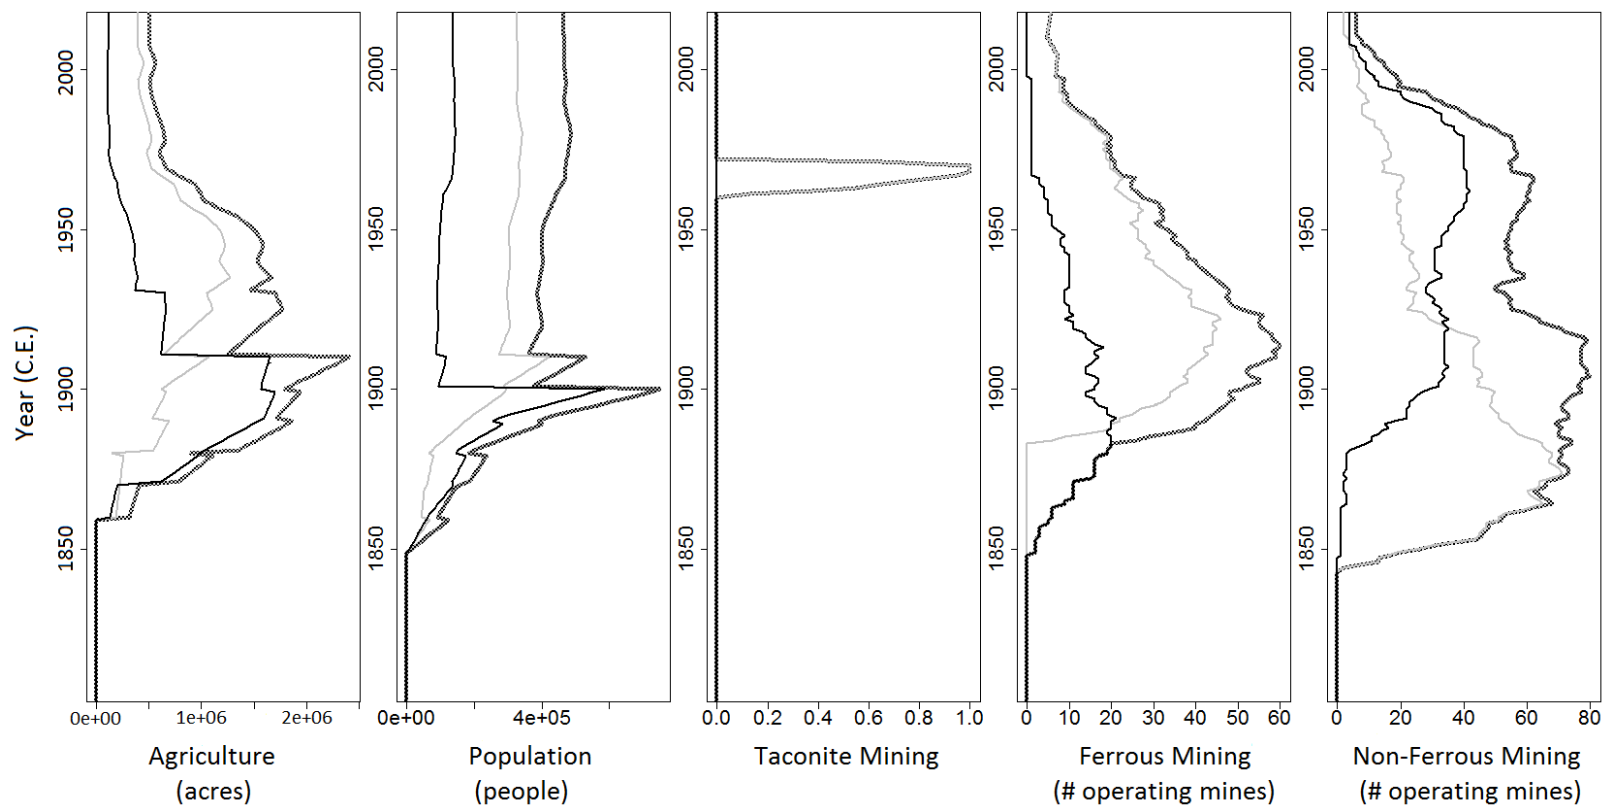 Year (C.E.)
1850 1900 1950 2000
1850 1900 1950 2000
1850 1900 1950 2000
1850 1900 1950 2000
1850 1900 1950 2000
0e+00 1e+06 2e+06
0e+00 4e+05
0.0 0.2 0.4 0.6 0.8 1.0
0 10 20 30 40 50 60
0 20 40 60 80
Agriculture
(acres)
Population
(people)
Taconite Mining
Ferrous Mining
(# operating mines)
Non-Ferrous Mining
(# operating mines)